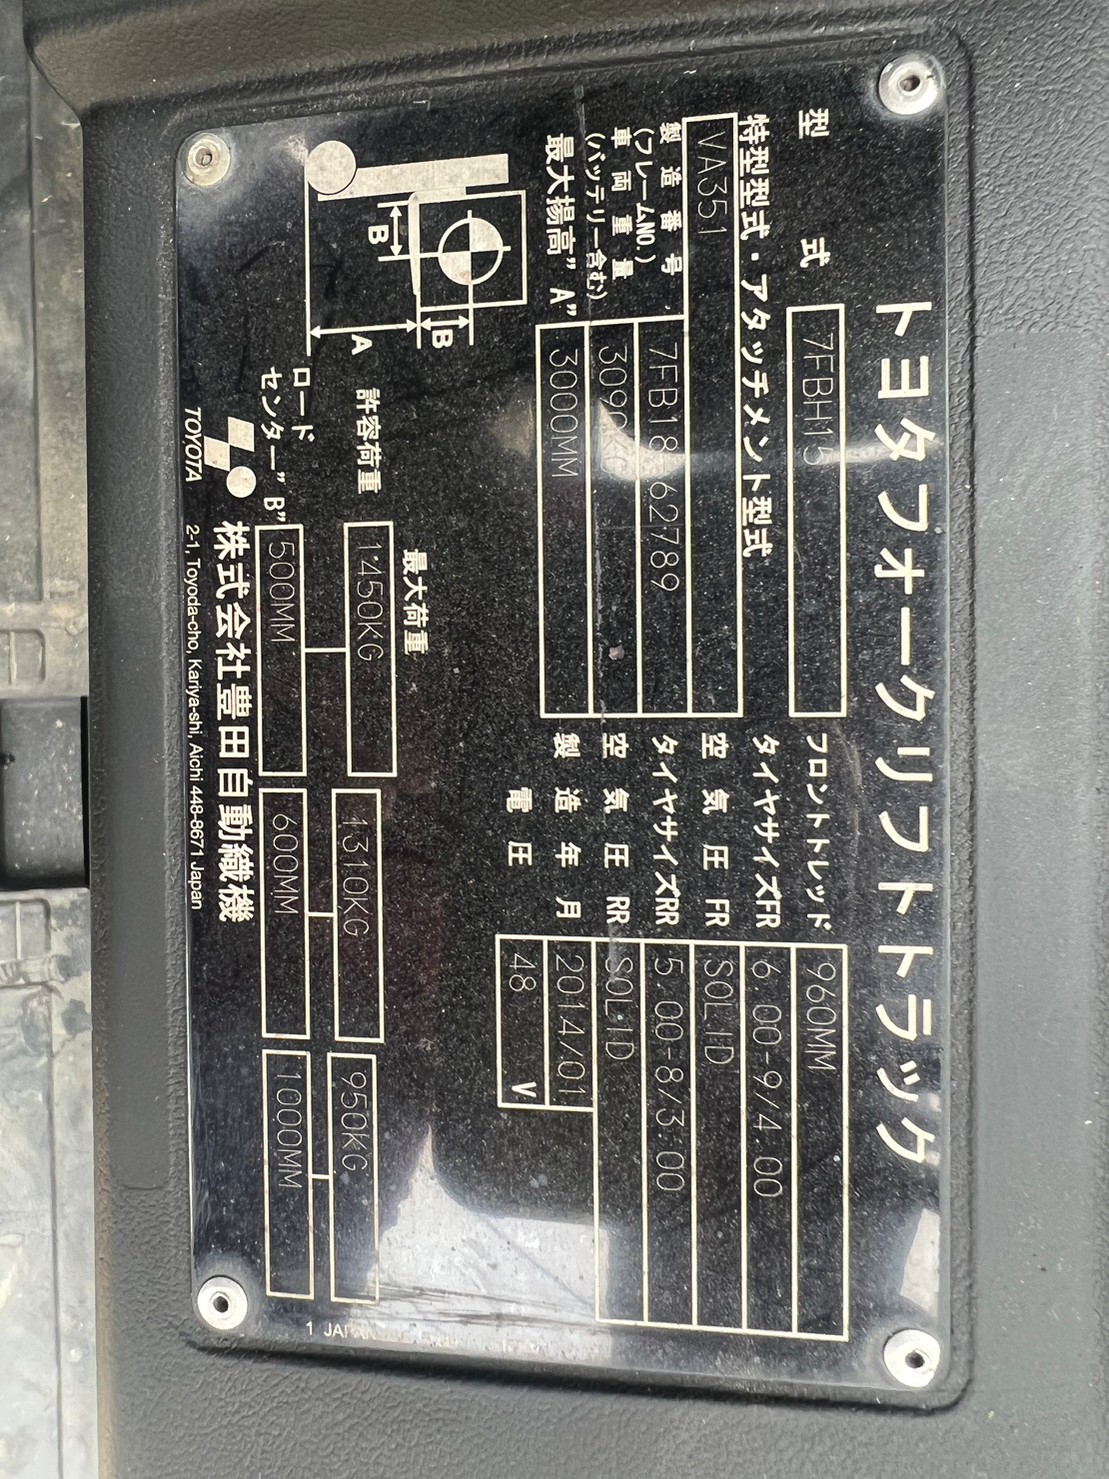 トヨタフォークリフトトラック
型式 7FBH15
特型型式・アタッチメント型式
VA351
製造番号 (フレームNO.) 7FB18-62789
車両重量 (バッテリー含む) 3090KG
最大揚高"A" 3000MM
フロントトレッド 960MM
タイヤサイズFR 6.00-9/4.00
空気圧FR SOLID
タイヤサイズRR 5.00-8/3.00
空気圧RR SOLID
製造年月 2014/01
電圧 48 V
B
B
A
最大荷重
許容荷重 1450KG 1310KG 950KG
ロードセンター"B" 500MM 600MM 1000MM
株式会社豊田自動織機
TOYOTA 2-1, Toyoda-cho, Kariya-shi, Aichi 448-8671 Japan
1